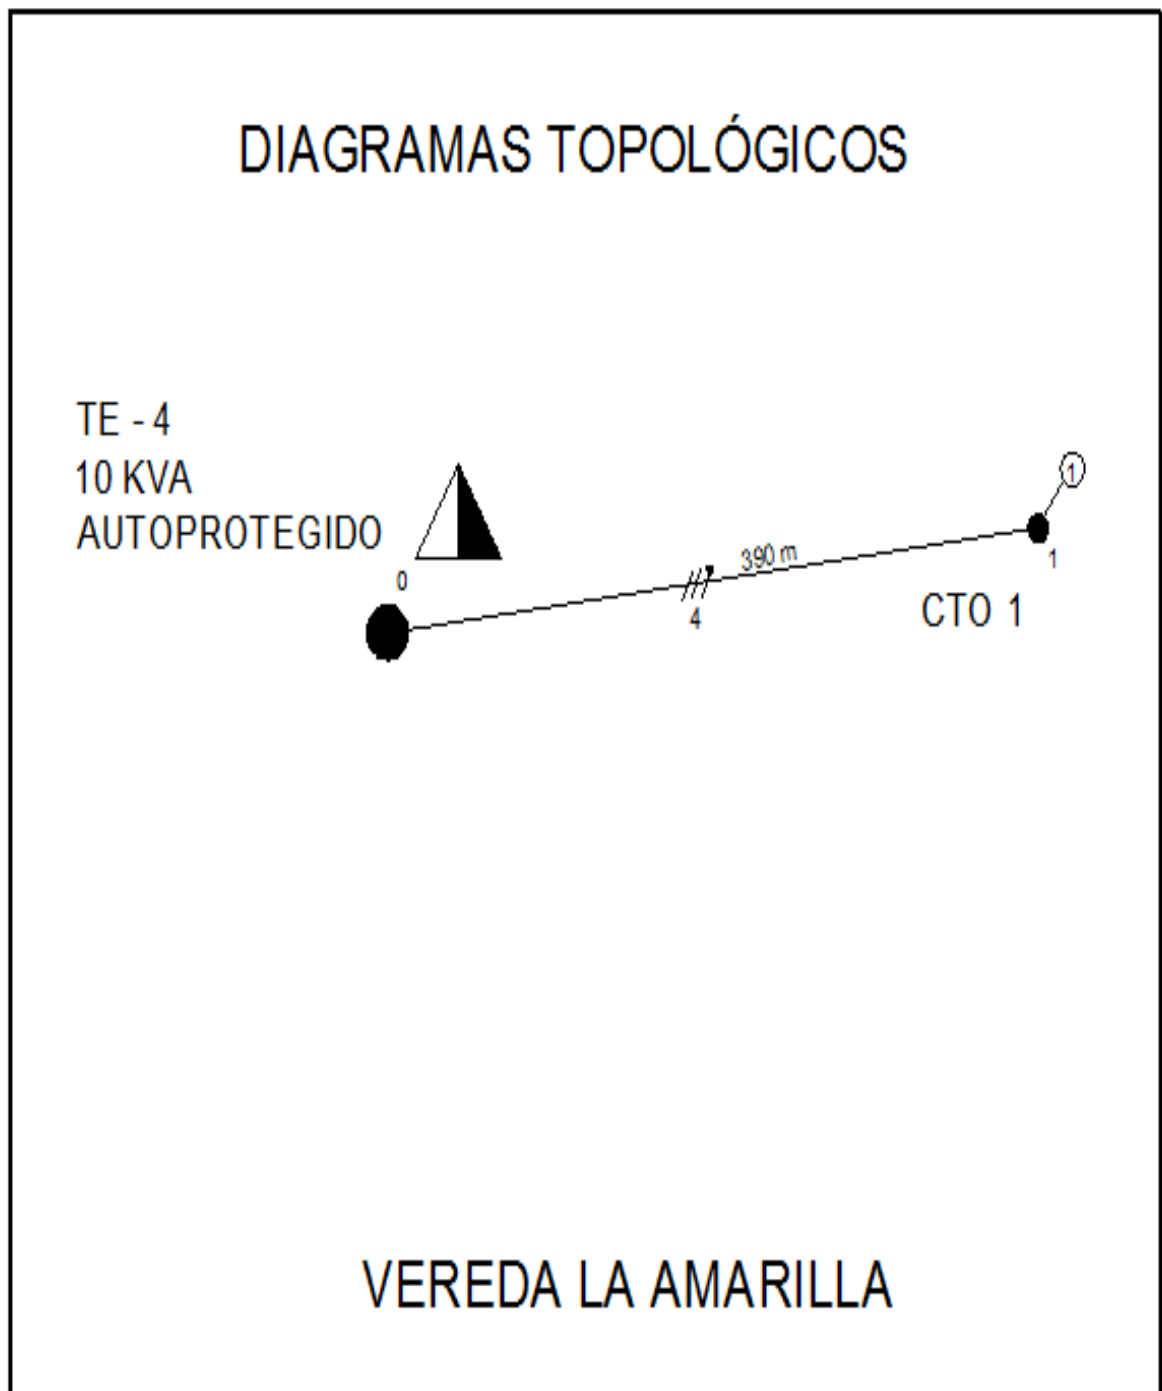 DIAGRAMAS TOPOLÓGICOS
TE - 4
10 KVA
AUTOPROTEGIDO
0
390 m
4
1
1
CTO 1
VEREDA LA AMARILLA